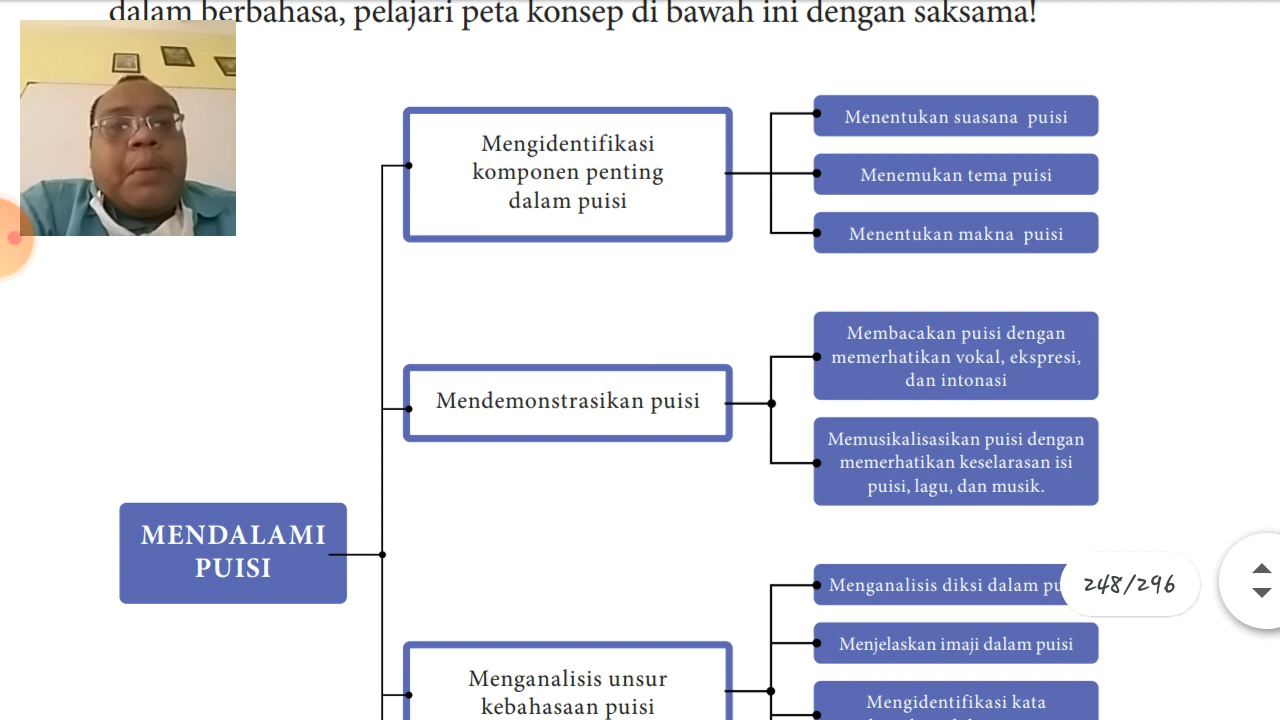 dalam berbahasa, pelajari peta konsep di bawah ini dengan saksama!
Mengidentifikasi
komponen penting
dalam puisi
Menentukan suasana puisi
Menemukan tema puisi
Menentukan makna puisi
Mendemonstrasikan puisi
Membacakan puisi dengan
memerhatikan vokal, ekspresi,
dan intonasi
Memusikalisasikan puisi dengan
memerhatikan keselarasan isi
puisi, lagu, dan musik.
MENDALAMI
PUISI
Menganalisis unsur
kebahasaan puisi
Menganalisis diksi dalam pu
248/296
Menjelaskan imaji dalam puisi
Mengidentifikasi kata